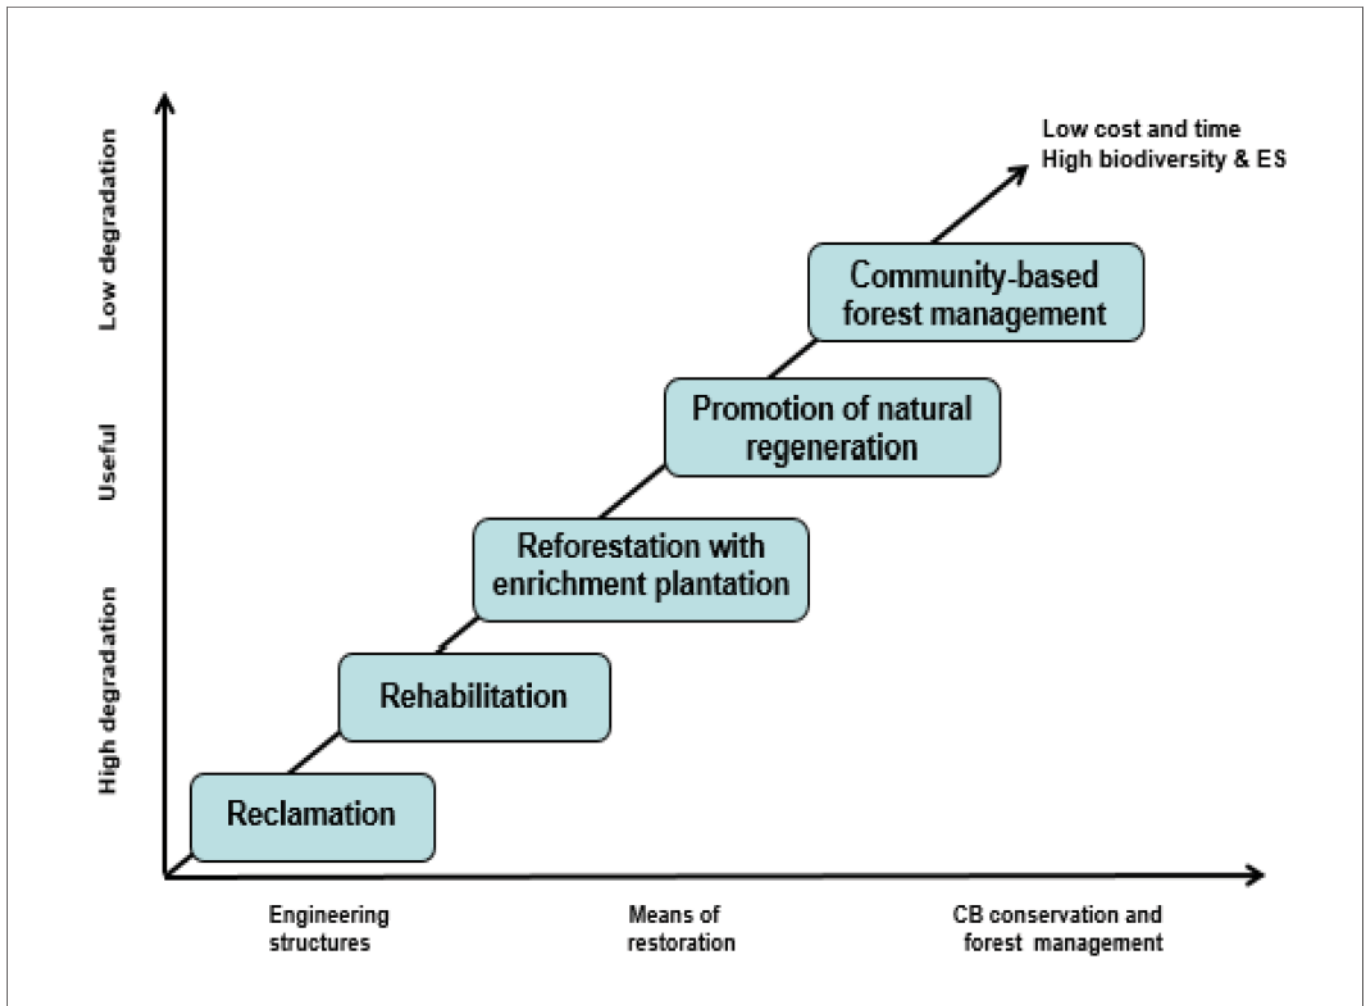 Low cost and time
High biodiversity & ES
Low degradation
Community-based
forest management
Promotion of natural
regeneration
Useful
Reforestation with
enrichment plantation
High degradation
Rehabilitation
Reclamation
Engineering
structures
Means of
restoration
CB conservation and
forest management